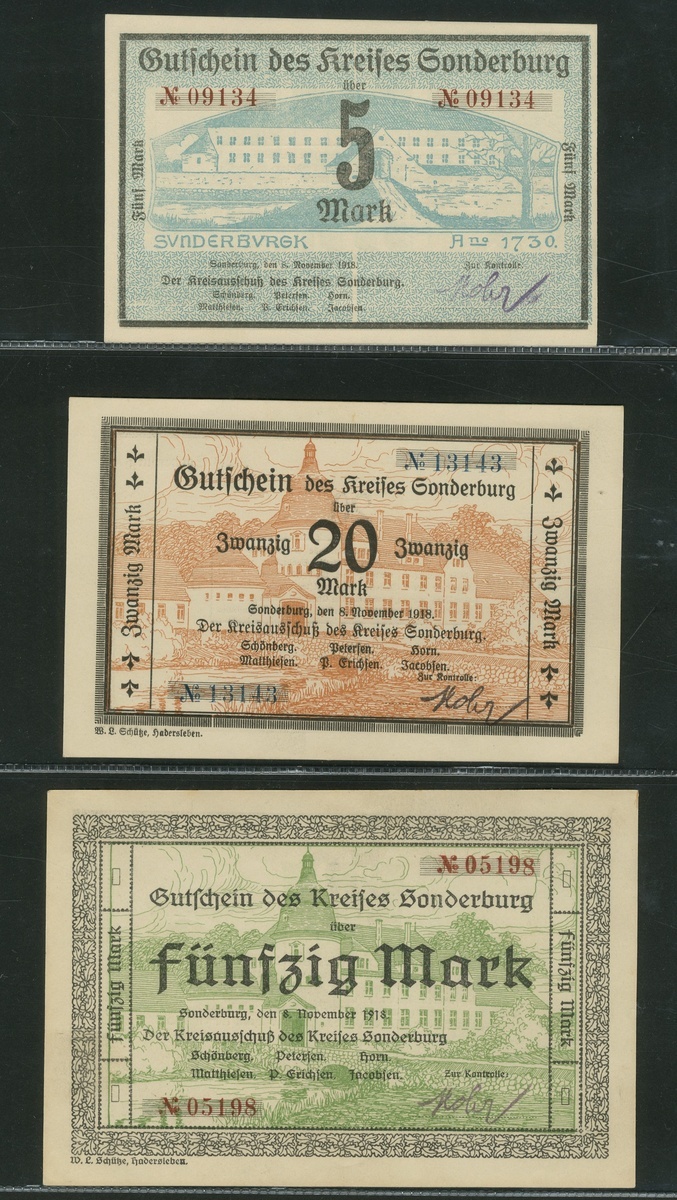 Gutschein des Kreises Sonderburg
über
№ 09134 № 09134
5
Mark
Fünf Mark
Fünf Mark
SVNDERBVRGK Ano 1730.
Sonderburg, den 8. November 1918. Zur Kontrolle:
Der Kreisausschuß des Kreises Sonderburg.
Schönberg. Petersen. Horn.
Matthiesen. P. Erichsen. Jacobsen.
№ 13143
Gutschein des Kreises Sonderburg
über
Zwanzig 20 Zwanzig
Mark
Zwanzig Mark
Zwanzig Mark
Sonderburg, den 8. November 1918.
Der Kreisausschuß des Kreises Sonderburg.
Schönberg. Petersen. Horn.
Matthiesen. P. Erichsen. Jacobsen.
Zur Kontrolle:
№ 13143
W. L. Schütze, Hadersleben.
№ 05198
Gutschein des Kreises Sonderburg
über
Fünfzig Mark
Fünfzig Mark
Fünfzig Mark
Sonderburg, den 8. November 1918.
Der Kreisausschuß des Kreises Sonderburg
Schönberg. Petersen. Horn.
Matthiesen. P. Erichsen. Jacobsen. Zur Kontrolle:
№ 05198
W. L. Schütze, Hadersleben.